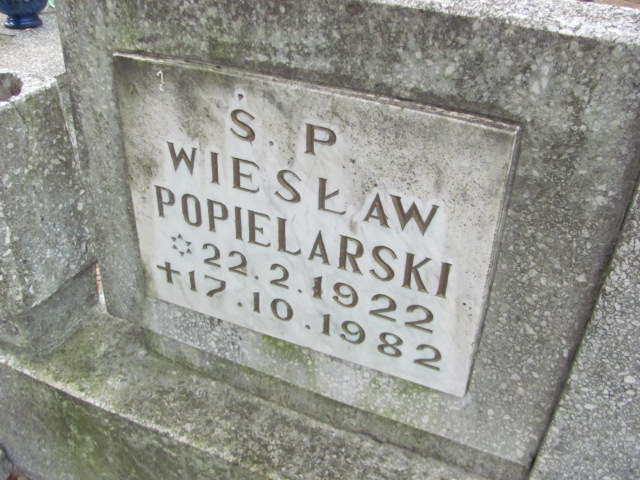 Ś. P
WIESŁAW
POPIELARSKI
✡ 22.2.1922
✝ 17.10.1982